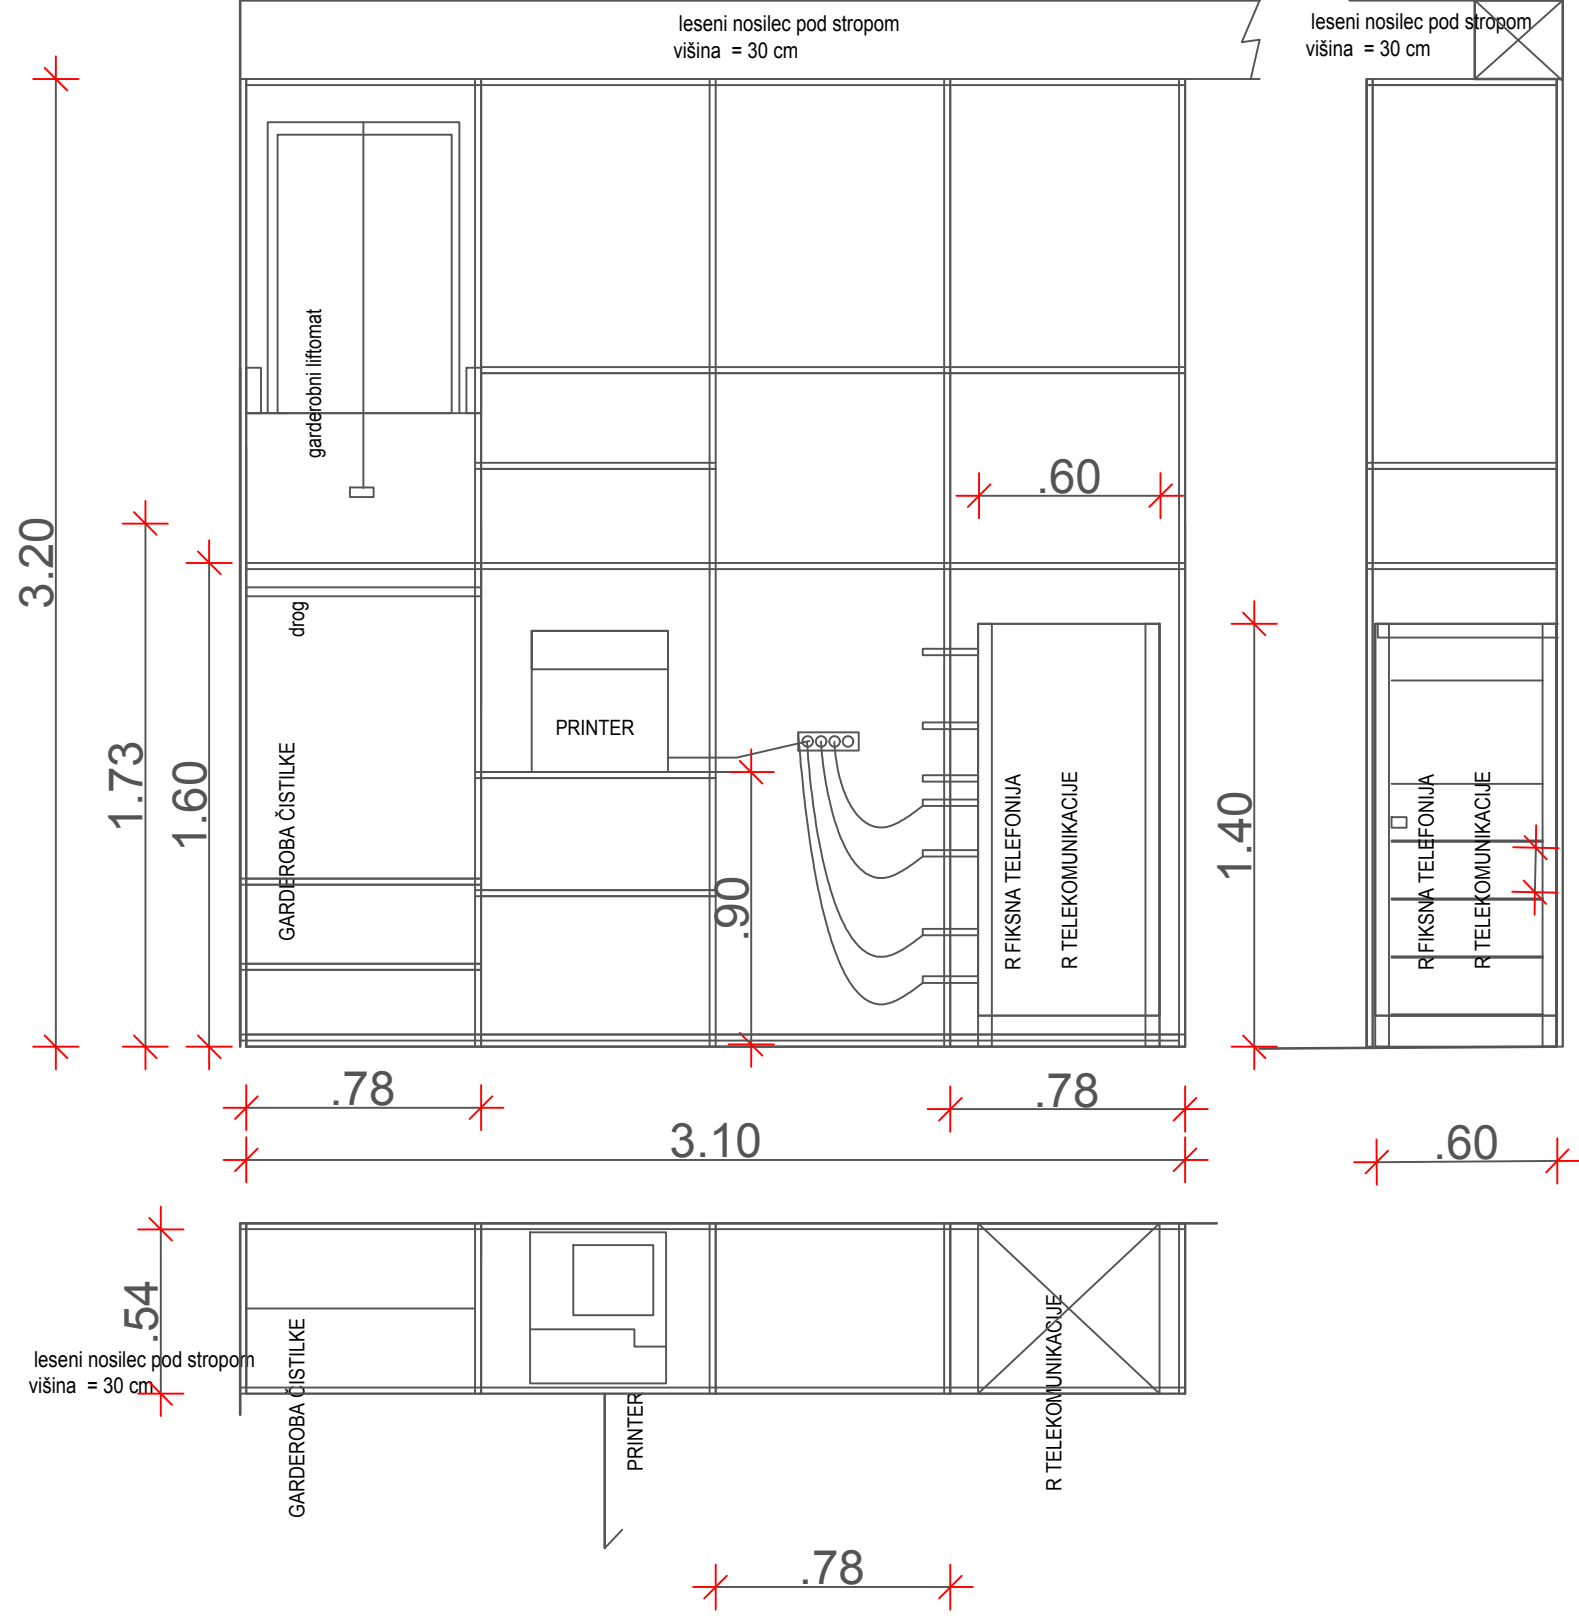 leseni nosilec pod stropom
višina = 30 cm
leseni nosilec pod stropom
višina = 30 cm
garderobni liftomat
.60
3.20
1.73
1.60
drog
PRINTER
GARDEROBA ČISTILKE
.90
R FIKSNA TELEFONIJA
R TELEKOMUNIKACIJE
1.40
R FIKSNA TELEFONIJA
R TELEKOMUNIKACIJE
.78
.78
3.10
.60
.54
leseni nosilec pod stropom
višina = 30 cm
GARDEROBA ČISTILKE
PRINTER
R TELEKOMUNIKACIJE
.78